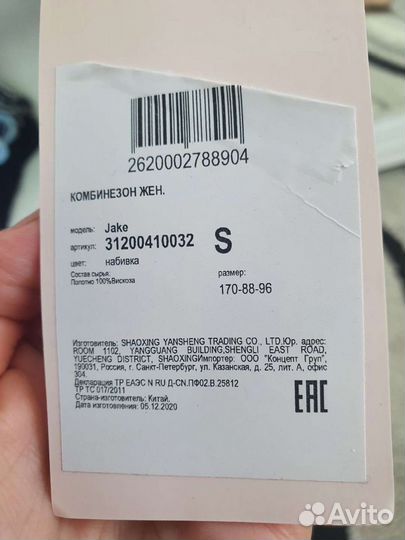 2620002788904
КОМБИНЕЗОН ЖЕН.
модель: Jake
артикул: 31200410032 S
цвет: набивка
Состав сырья: размер:
Полотно 100%Вискоза
170-88-96
Изготовитель: SHAOXING YANSHENG TRADING CO., LTD.Юр. адрес:
ROOM 1102, YANGGUANG BUILDING,SHENGLI EAST ROAD,
YUECHENG DISTRICT, SHAOXINGИмпортер: ООО "Концепт Груп",
190031, Россия, г. Санкт-Петербург, ул. Казанская, д. 25, лит. А, офис
304.
Декларация ТР ЕАЭС N RU Д-CN.ПФ02.В.25812
ТР ТС 017/2011
Страна-изготовитель: Китай.
Дата изготовления: 05.12.2020
EAC
Avito